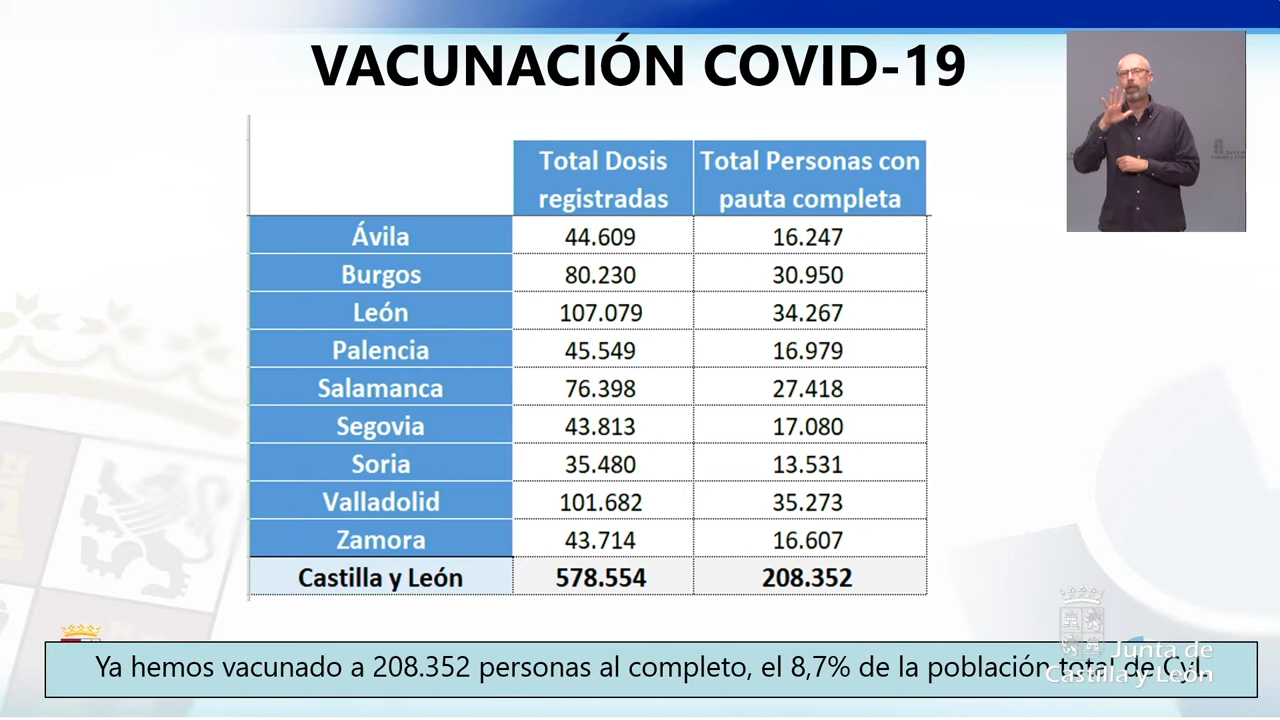 VACUNACIÓN COVID-19
Total Dosis registradas Total Personas con pauta completa
Ávila 44.609 16.247
Burgos 80.230 30.950
León 107.079 34.267
Palencia 45.549 16.979
Salamanca 76.398 27.418
Segovia 43.813 17.080
Soria 35.480 13.531
Valladolid 101.682 35.273
Zamora 43.714 16.607
Castilla y León 578.554 208.352
Ya hemos vacunado a 208.352 personas al completo, el 8,7% de la población total de CyL
Junta de
Castilla y León
Junta de
Castilla y León